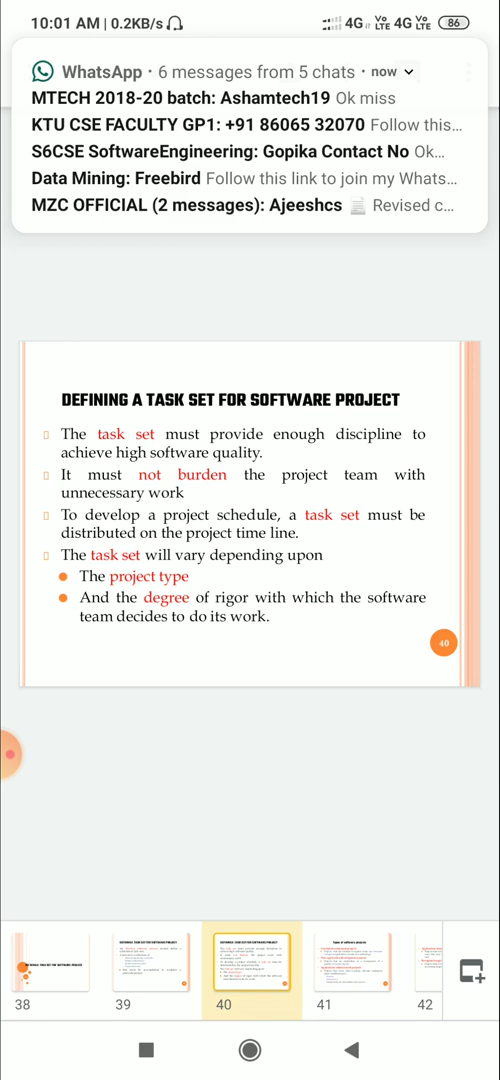 10:01 AM | 0.2KB/s 4G Vo LTE 4G Vo LTE 86
WhatsApp • 6 messages from 5 chats • now
MTECH 2018-20 batch: Ashamtech19 Ok miss
KTU CSE FACULTY GP1: +91 86065 32070 Follow this...
S6CSE SoftwareEngineering: Gopika Contact No Ok...
Data Mining: Freebird Follow this link to join my Whats...
MZC OFFICIAL (2 messages): Ajeeshcs Revised c...
DEFINING A TASK SET FOR SOFTWARE PROJECT
The task set must provide enough discipline to
achieve high software quality.
It must not burden the project team with
unnecessary work
To develop a project schedule, a task set must be
distributed on the project time line.
The task set will vary depending upon
The project type
And the degree of rigor with which the software
team decides to do its work.
40
38 39 40 41 42